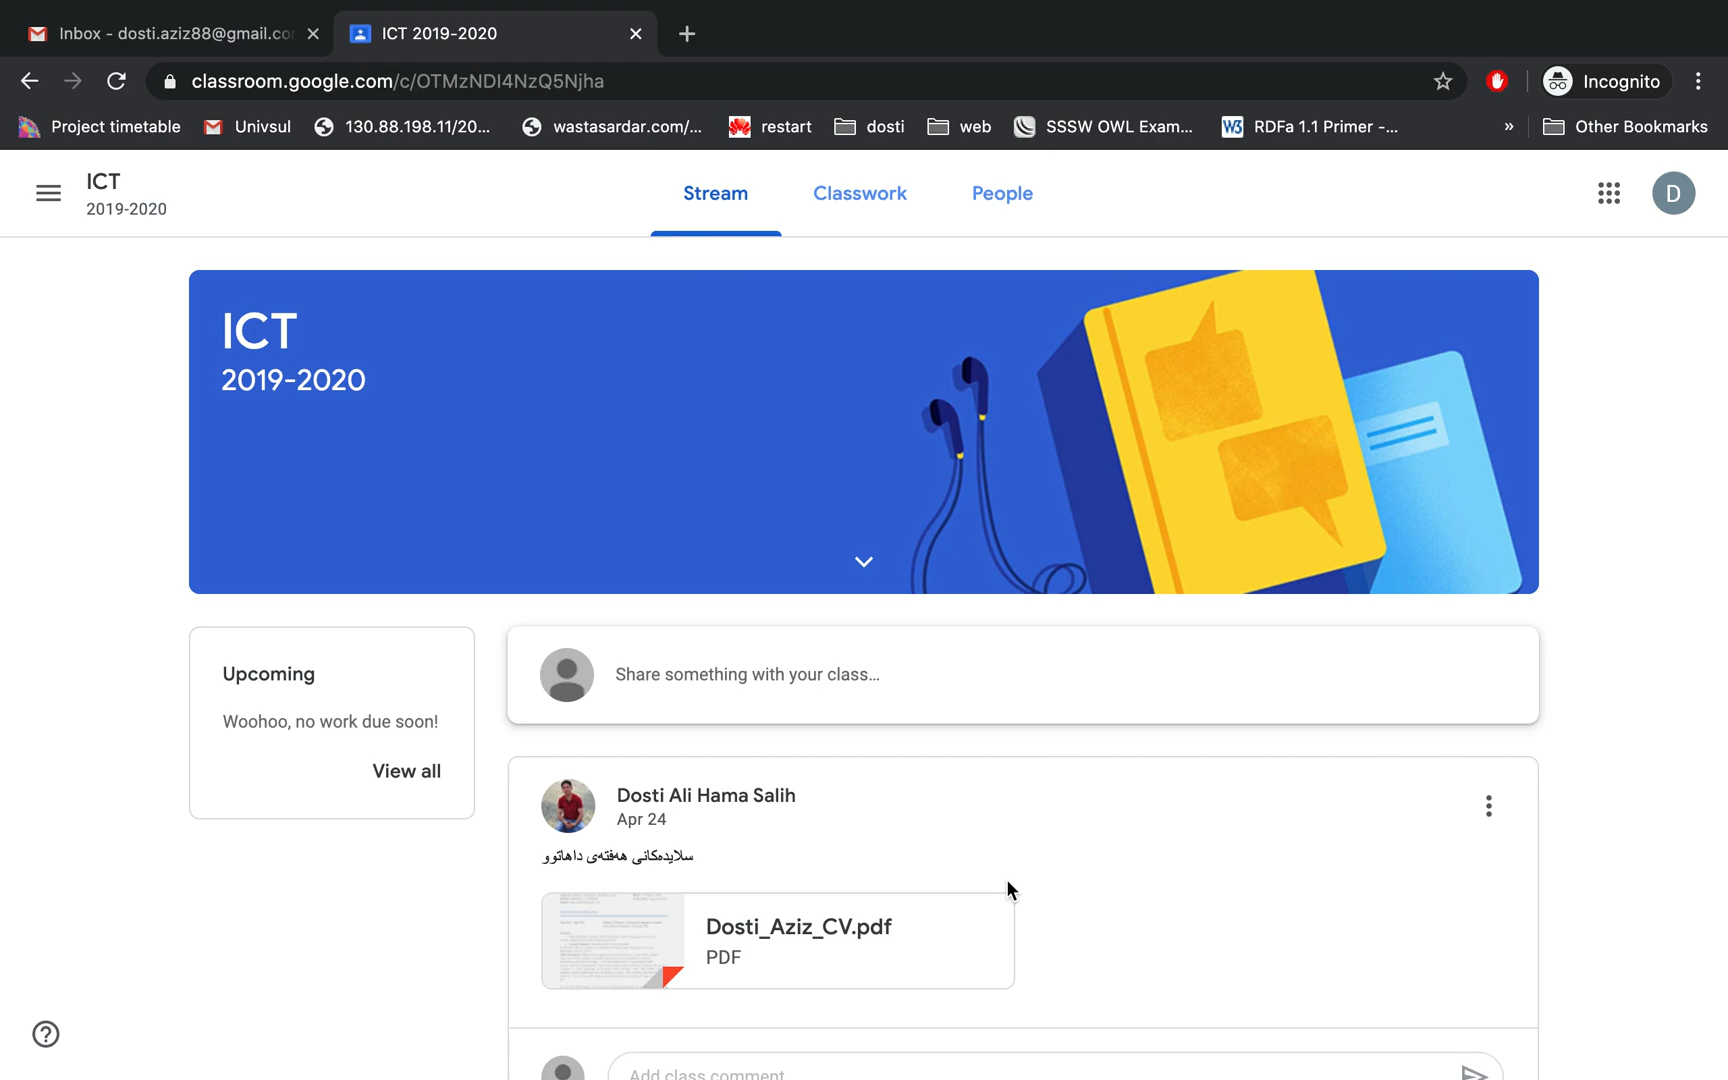 Inbox - dosti.aziz88@gmail.co
ICT 2019-2020
classroom.google.com/c/OTMzNDI4NzQ5Njha
Incognito
Project timetable
Univsul
130.88.198.11/20...
wastasardar.com/...
restart
dosti
web
SSSW OWL Exam...
RDFa 1.1 Primer -...
»
Other Bookmarks
ICT
2019-2020
Stream
Classwork
People
D
ICT
2019-2020
Upcoming
Woohoo, no work due soon!
View all
Share something with your class...
Dosti Ali Hama Salih
Apr 24
سلایدەکانی هەفتەی داهاتوو
Dosti_Aziz_CV.pdf
PDF
Add class comment